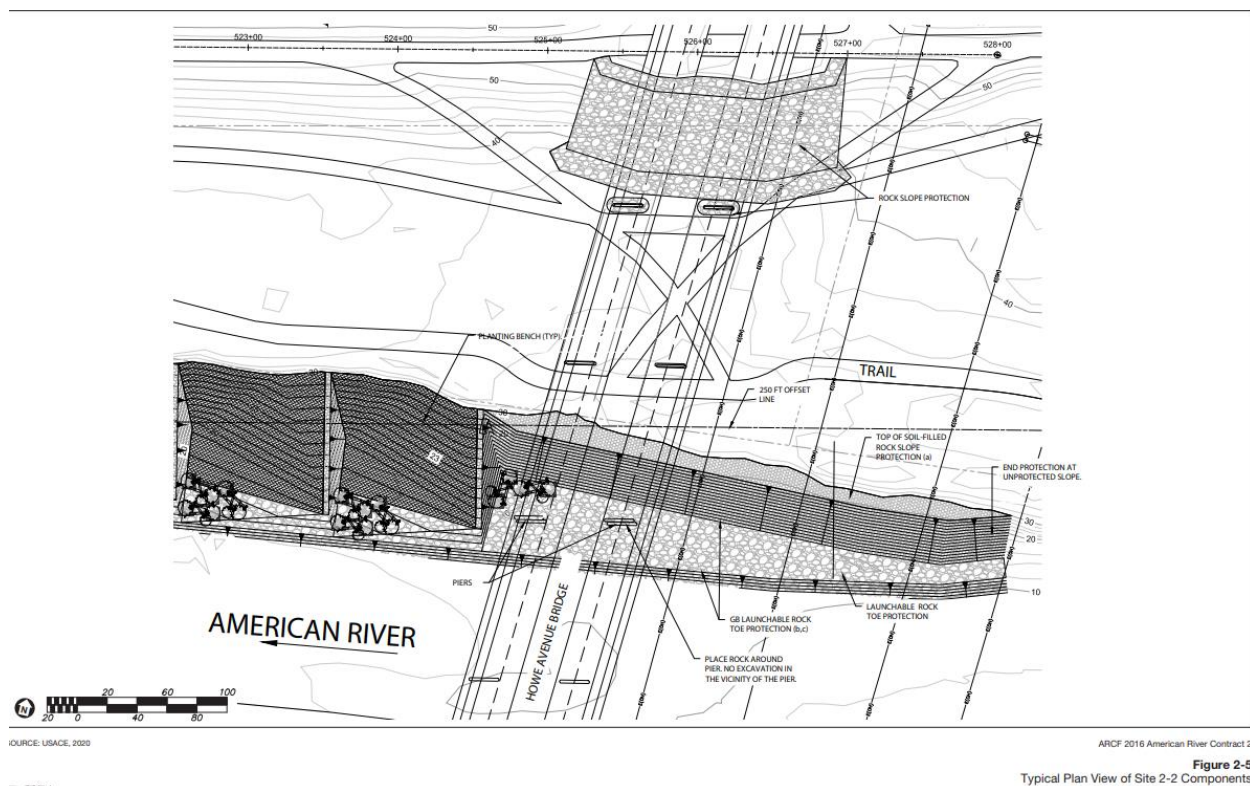 50
523+00
524+00
525+00
526+00
527+00
528+00
50
50
50
40
40
ROCK SLOPE PROTECTION
40
PLANTING BENCH (TYP)
TRAIL
250 FT OFFSET
LINE
30
TOP OF SOIL-FILLED
ROCK SLOPE
PROTECTION (a)
END PROTECTION AT
UNPROTECTED SLOPE.
20
23
30
20
10
PIERS
HOWE AVENUE BRIDGE
GB LAUNCHABLE ROCK
TOE PROTECTION (b,c)
LAUNCHABLE ROCK
TOE PROTECTION
PLACE ROCK AROUND
PIER. NO EXCAVATION IN
THE VICINITY OF THE PIER.
AMERICAN RIVER
N
20 60 100
20 0 40 80
SOURCE: USACE, 2020
ARCF 2016 American River Contract 2
Figure 2-5
Typical Plan View of Site 2-2 Components